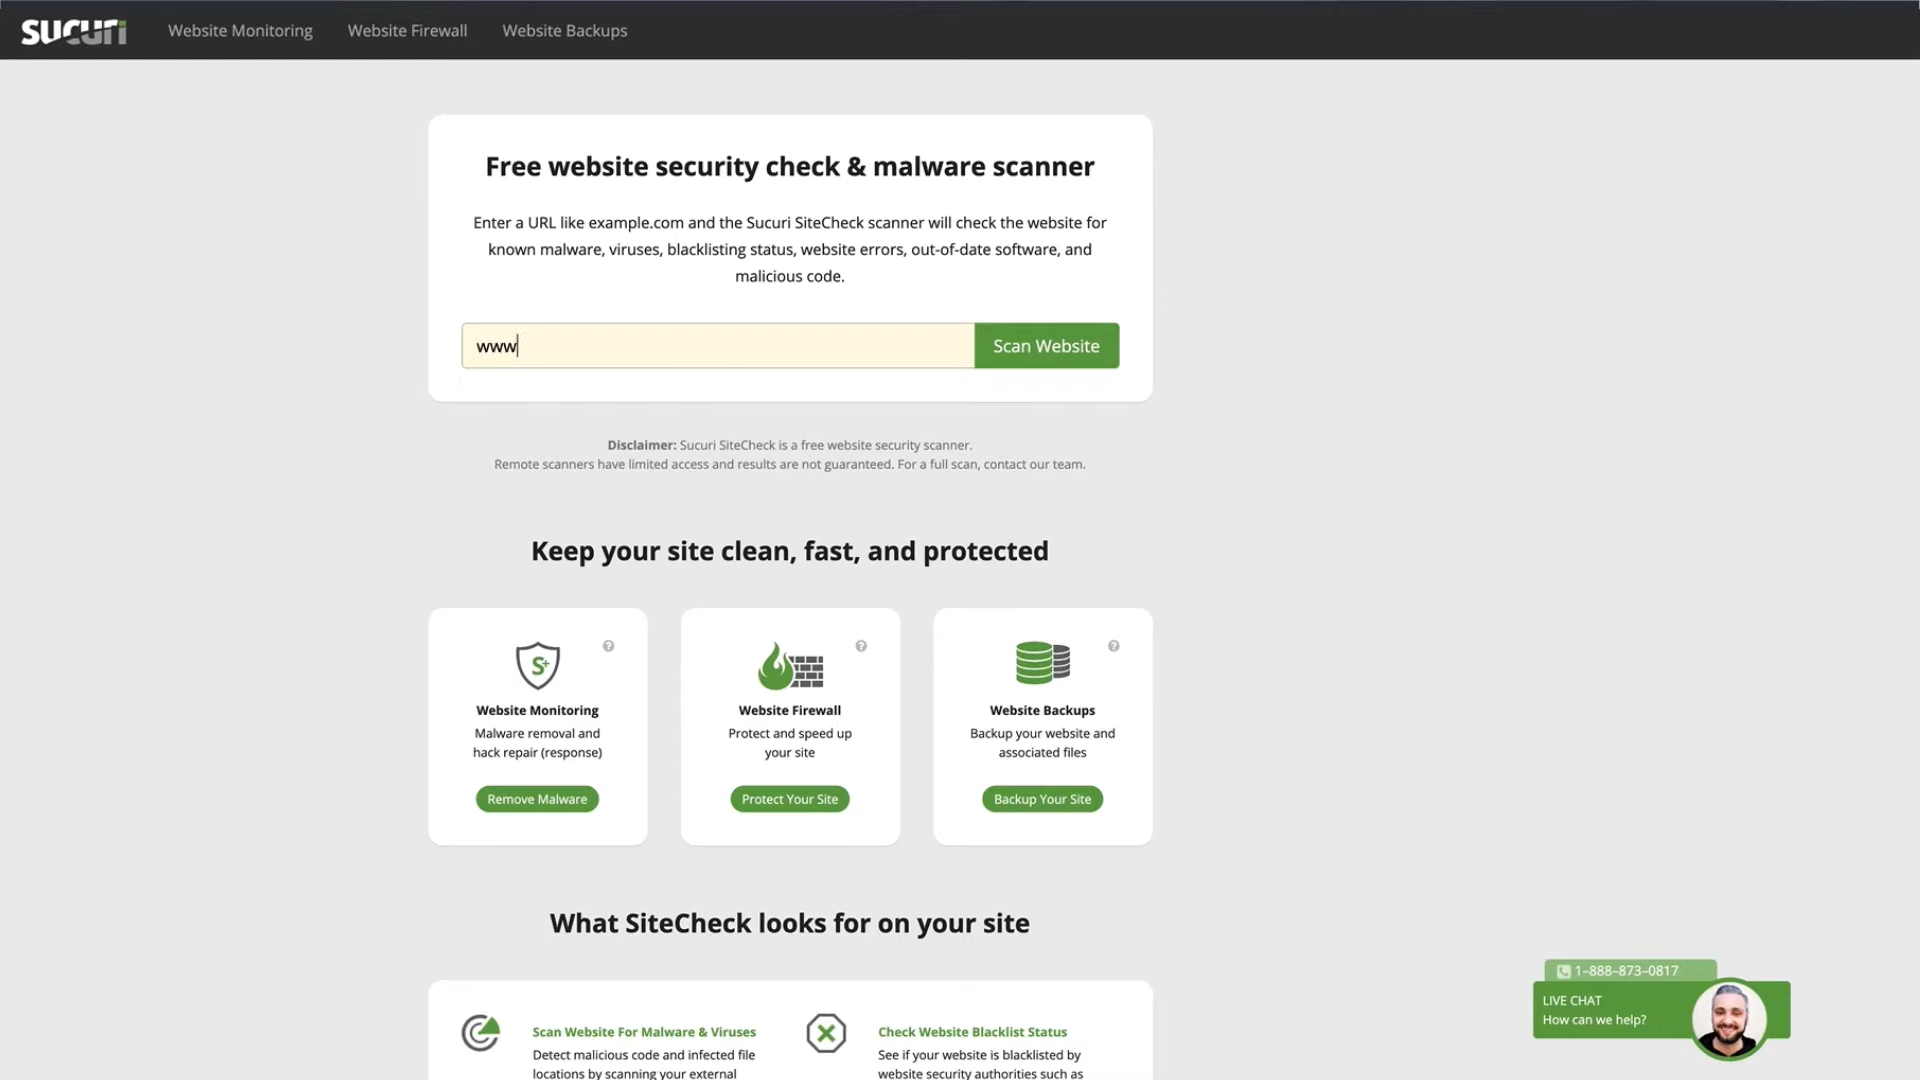 sucuri
Website Monitoring
Website Firewall
Website Backups
Free website security check & malware scanner
Enter a URL like example.com and the Sucuri SiteCheck scanner will check the website for
known malware, viruses, blacklisting status, website errors, out-of-date software, and
malicious code.
www
Scan Website
Disclaimer: Sucuri SiteCheck is a free website security scanner.
Remote scanners have limited access and results are not guaranteed. For a full scan, contact our team.
Keep your site clean, fast, and protected
?
S+
Website Monitoring
Malware removal and
hack repair (response)
Remove Malware
?
Website Firewall
Protect and speed up
your site
Protect Your Site
?
Website Backups
Backup your website and
associated files
Backup Your Site
What SiteCheck looks for on your site
Scan Website For Malware & Viruses
Detect malicious code and infected file
locations by scanning your external
Check Website Blacklist Status
See if your website is blacklisted by
website security authorities such as
1–888–873–0817
LIVE CHAT
How can we help?